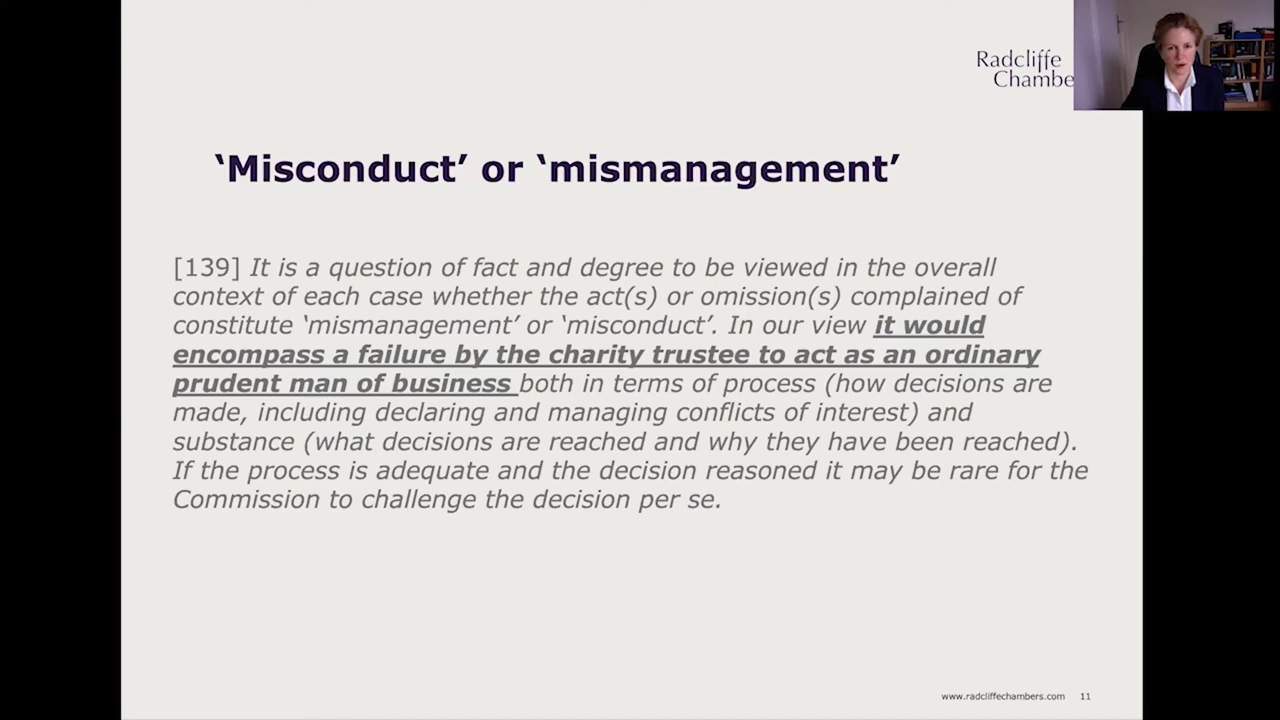 Radcliffe
Chambe
‘Misconduct’ or ‘mismanagement’
[139] It is a question of fact and degree to be viewed in the overall
context of each case whether the act(s) or omission(s) complained of
constitute ‘mismanagement’ or ‘misconduct’. In our view it would
encompass a failure by the charity trustee to act as an ordinary
prudent man of business both in terms of process (how decisions are
made, including declaring and managing conflicts of interest) and
substance (what decisions are reached and why they have been reached).
If the process is adequate and the decision reasoned it may be rare for the
Commission to challenge the decision per se.
www.radcliffechambers.com 11